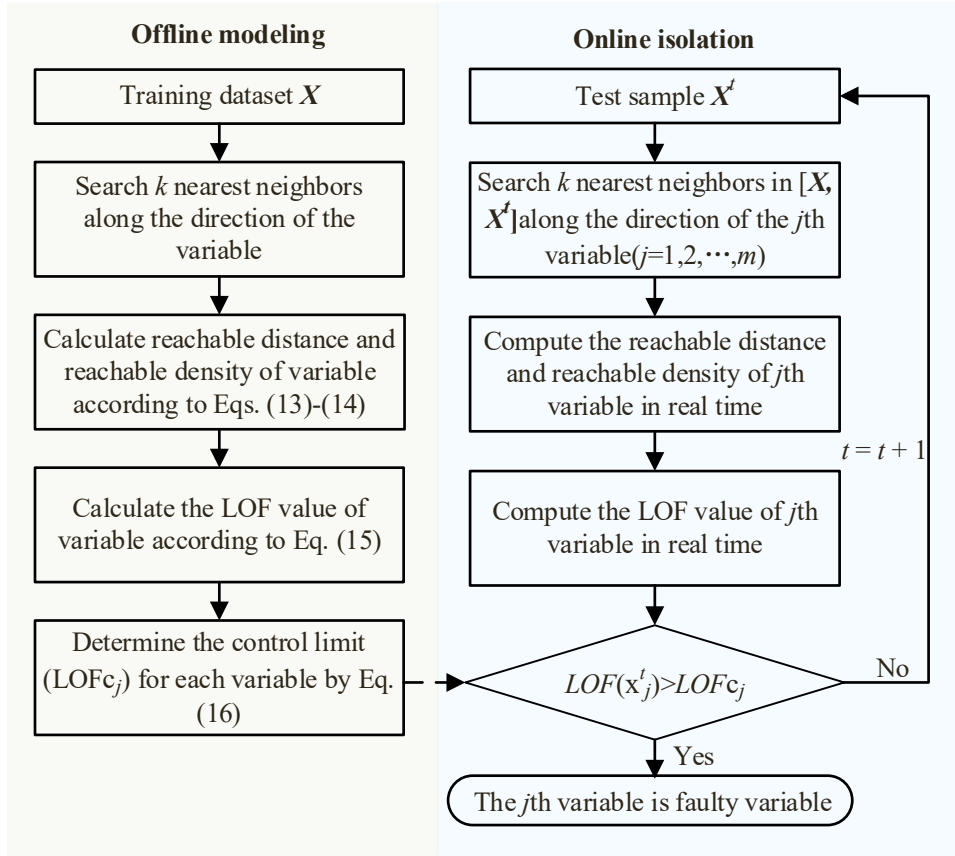 Offline modeling
Training dataset X
Search k nearest neighbors
along the direction of the
variable
Calculate reachable distance and
reachable density of variable
according to Eqs. (13)-(14)
Calculate the LOF value of
variable according to Eq. (15)
Determine the control limit
(LOFcj) for each variable by Eq.
(16)
Online isolation
Test sample X^t
Search k nearest neighbors in [X,
X^t]along the direction of the jth
variable(j=1,2,⋯,m)
Compute the reachable distance
and reachable density of jth
variable in real time
t = t + 1
Compute the LOF value of jth
variable in real time
LOF(x^t_j)>LOFcj
No
Yes
The jth variable is faulty variable